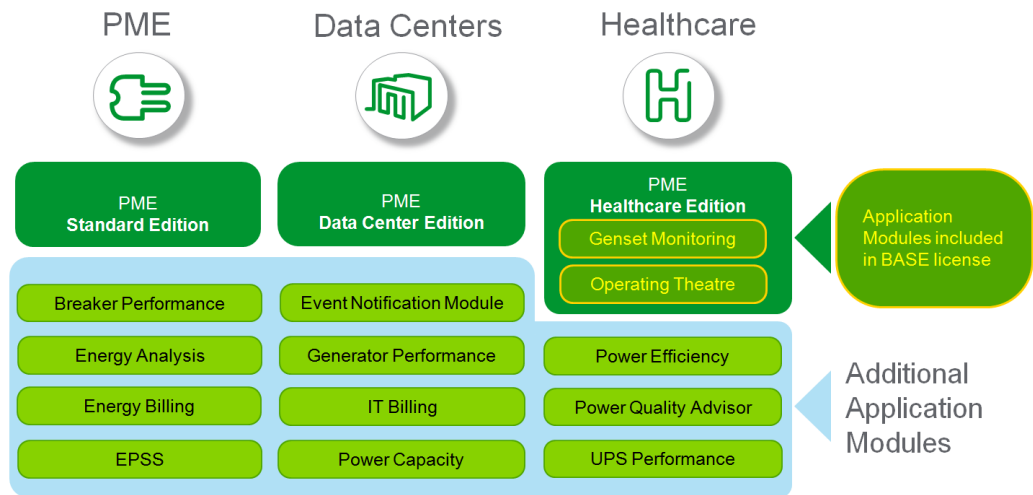 PME
Data Centers
Healthcare
PME
Standard Edition
PME
Data Center Edition
PME
Healthcare Edition
Genset Monitoring
Operating Theatre
Application
Modules included
in BASE license
Breaker Performance
Event Notification Module
Energy Analysis
Generator Performance
Power Efficiency
Energy Billing
IT Billing
Power Quality Advisor
EPSS
Power Capacity
UPS Performance
Additional
Application
Modules